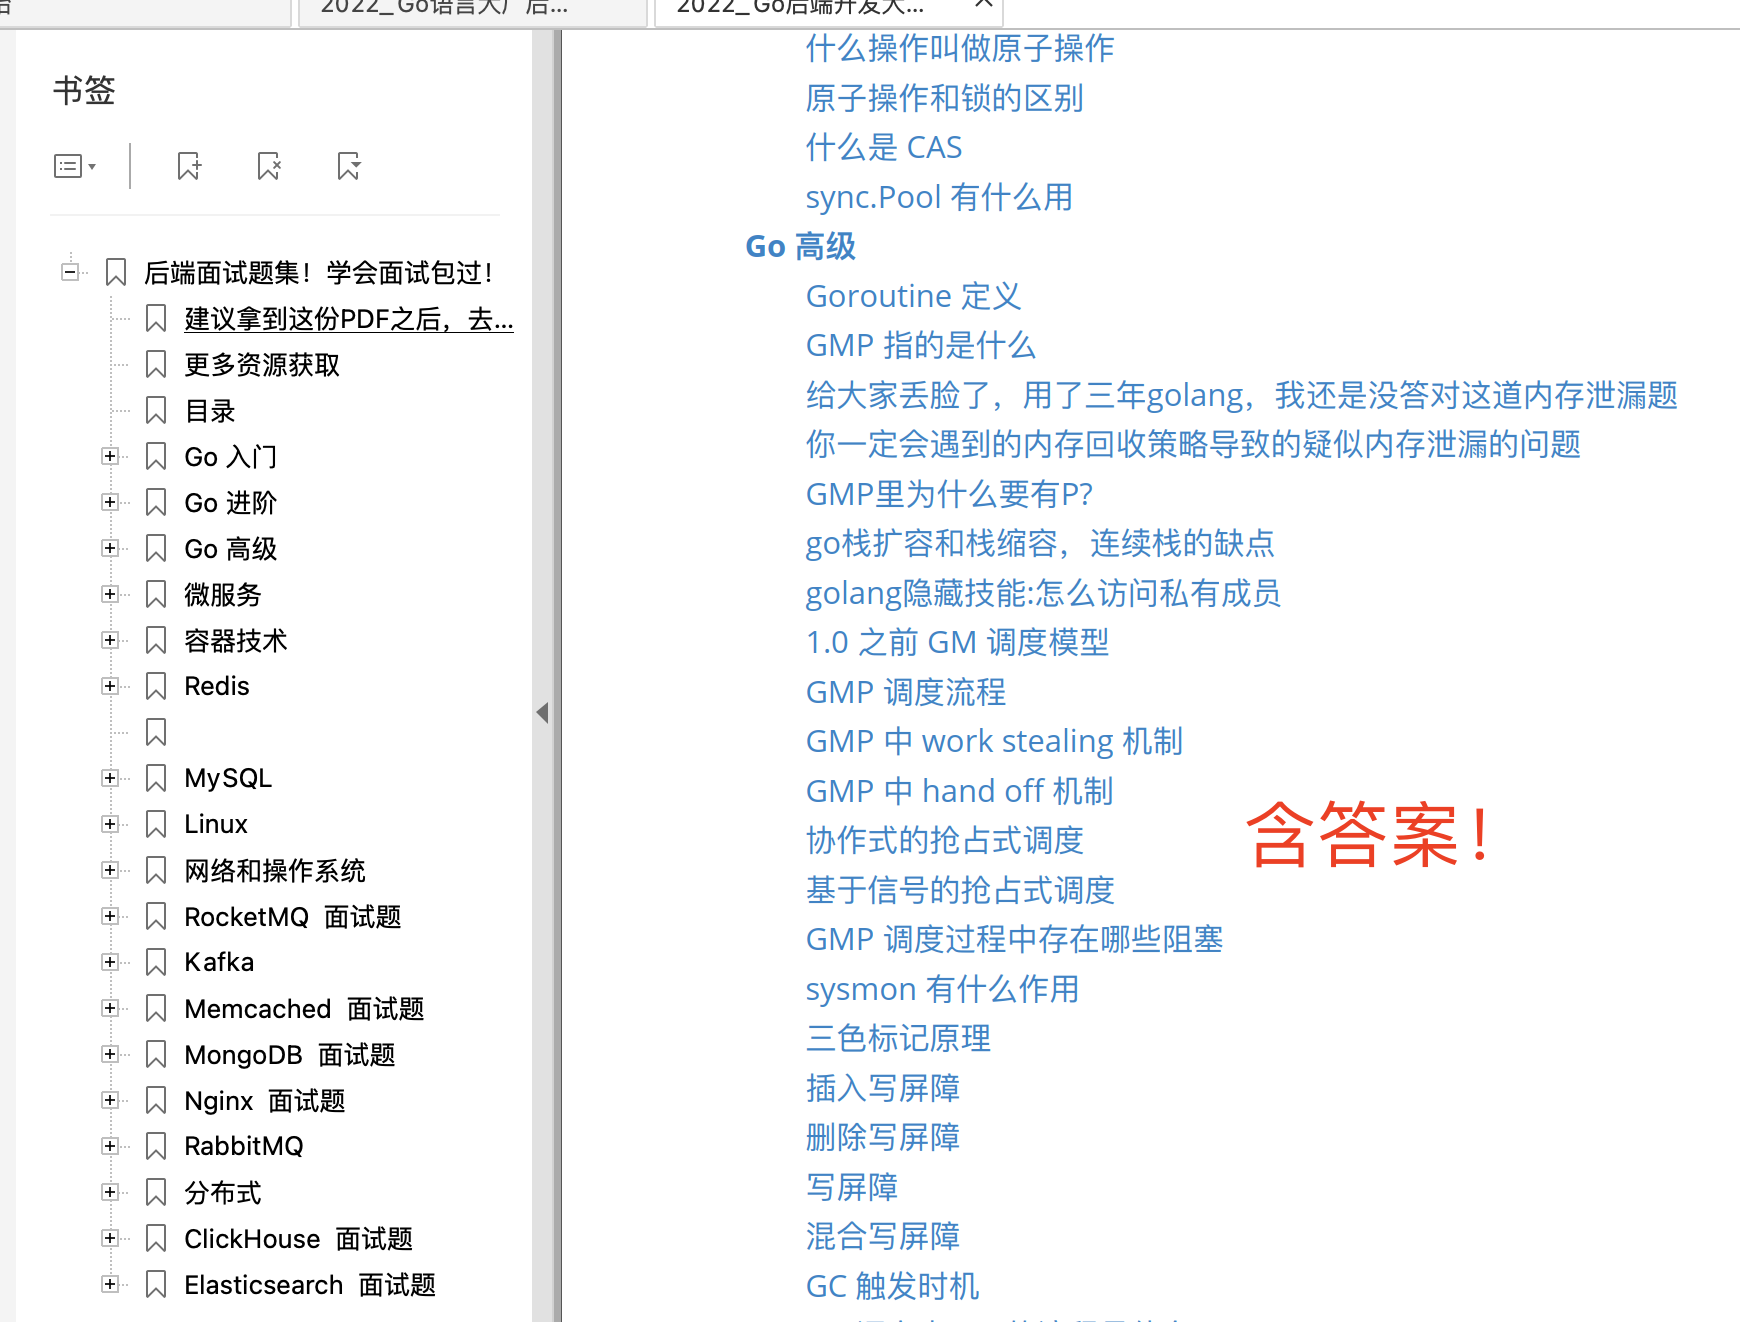 台
2022_Go语言大厂后...
2022_Go后端开发大...
书签
后端面试题集！学会面试包过！
建议拿到这份PDF之后，去...
更多资源获取
目录
Go 入门
Go 进阶
Go 高级
微服务
容器技术
Redis
MySQL
Linux
网络和操作系统
RocketMQ 面试题
Kafka
Memcached 面试题
MongoDB 面试题
Nginx 面试题
RabbitMQ
分布式
ClickHouse 面试题
Elasticsearch 面试题
什么操作叫做原子操作
原子操作和锁的区别
什么是 CAS
sync.Pool 有什么用
Go 高级
Goroutine 定义
GMP 指的是什么
给大家丢脸了，用了三年golang，我还是没答对这道内存泄漏题
你一定会遇到的内存回收策略导致的疑似内存泄漏的问题
GMP里为什么要有P?
go栈扩容和栈缩容，连续栈的缺点
golang隐藏技能:怎么访问私有成员
1.0 之前 GM 调度模型
GMP 调度流程
GMP 中 work stealing 机制
GMP 中 hand off 机制
协作式的抢占式调度
基于信号的抢占式调度
GMP 调度过程中存在哪些阻塞
sysmon 有什么作用
三色标记原理
插入写屏障
删除写屏障
写屏障
混合写屏障
GC 触发时机
含答案！